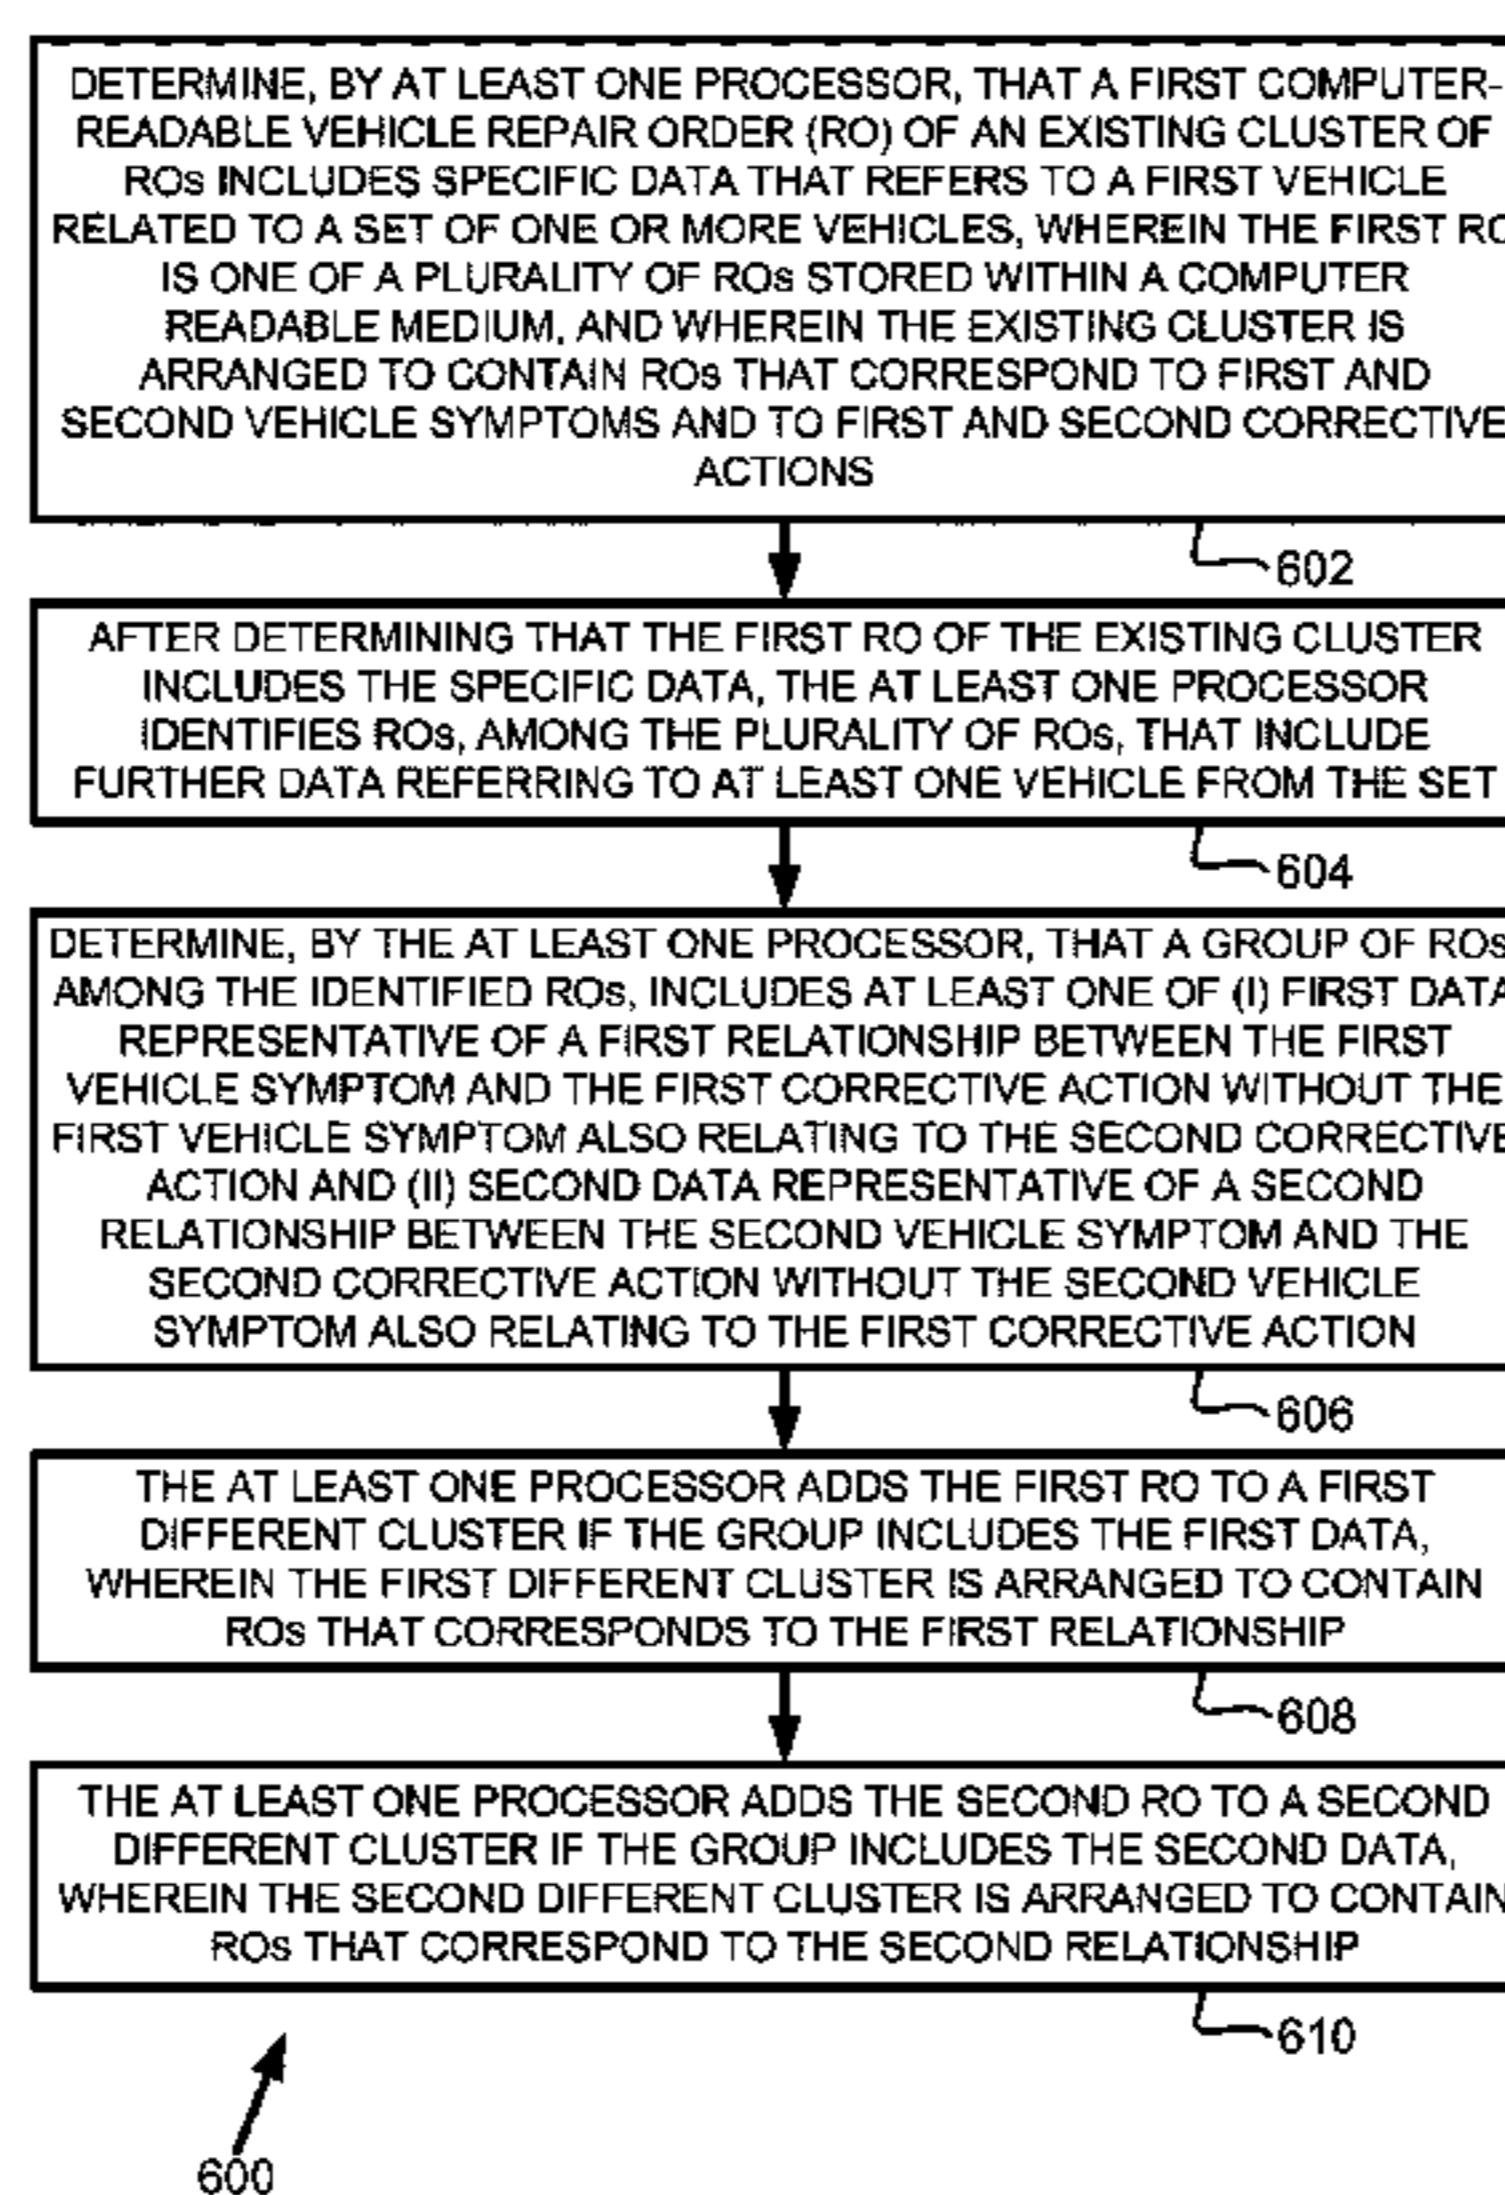 DETERMINE, BY AT LEAST ONE PROCESSOR, THAT A FIRST COMPUTER-
READABLE VEHICLE REPAIR ORDER (RO) OF AN EXISTING CLUSTER OF
ROs INCLUDES SPECIFIC DATA THAT REFERS TO A FIRST VEHICLE
RELATED TO A SET OF ONE OR MORE VEHICLES, WHEREIN THE FIRST RO
IS ONE OF A PLURALITY OF ROs STORED WITHIN A COMPUTER
READABLE MEDIUM, AND WHEREIN THE EXISTING CLUSTER IS
ARRANGED TO CONTAIN ROs THAT CORRESPOND TO FIRST AND
SECOND VEHICLE SYMPTOMS AND TO FIRST AND SECOND CORRECTIVE
ACTIONS
602
AFTER DETERMINING THAT THE FIRST RO OF THE EXISTING CLUSTER
INCLUDES THE SPECIFIC DATA, THE AT LEAST ONE PROCESSOR
IDENTIFIES ROs, AMONG THE PLURALITY OF ROs, THAT INCLUDE
FURTHER DATA REFERRING TO AT LEAST ONE VEHICLE FROM THE SET
604
DETERMINE, BY THE AT LEAST ONE PROCESSOR, THAT A GROUP OF ROs
AMONG THE IDENTIFIED ROs, INCLUDES AT LEAST ONE OF (I) FIRST DATA
REPRESENTATIVE OF A FIRST RELATIONSHIP BETWEEN THE FIRST
VEHICLE SYMPTOM AND THE FIRST CORRECTIVE ACTION WITHOUT THE
FIRST VEHICLE SYMPTOM ALSO RELATING TO THE SECOND CORRECTIVE
ACTION AND (II) SECOND DATA REPRESENTATIVE OF A SECOND
RELATIONSHIP BETWEEN THE SECOND VEHICLE SYMPTOM AND THE
SECOND CORRECTIVE ACTION WITHOUT THE SECOND VEHICLE
SYMPTOM ALSO RELATING TO THE FIRST CORRECTIVE ACTION
606
THE AT LEAST ONE PROCESSOR ADDS THE FIRST RO TO A FIRST
DIFFERENT CLUSTER IF THE GROUP INCLUDES THE FIRST DATA,
WHEREIN THE FIRST DIFFERENT CLUSTER IS ARRANGED TO CONTAIN
ROs THAT CORRESPONDS TO THE FIRST RELATIONSHIP
608
THE AT LEAST ONE PROCESSOR ADDS THE SECOND RO TO A SECOND
DIFFERENT CLUSTER IF THE GROUP INCLUDES THE SECOND DATA,
WHEREIN THE SECOND DIFFERENT CLUSTER IS ARRANGED TO CONTAIN
ROs THAT CORRESPOND TO THE SECOND RELATIONSHIP
610
600